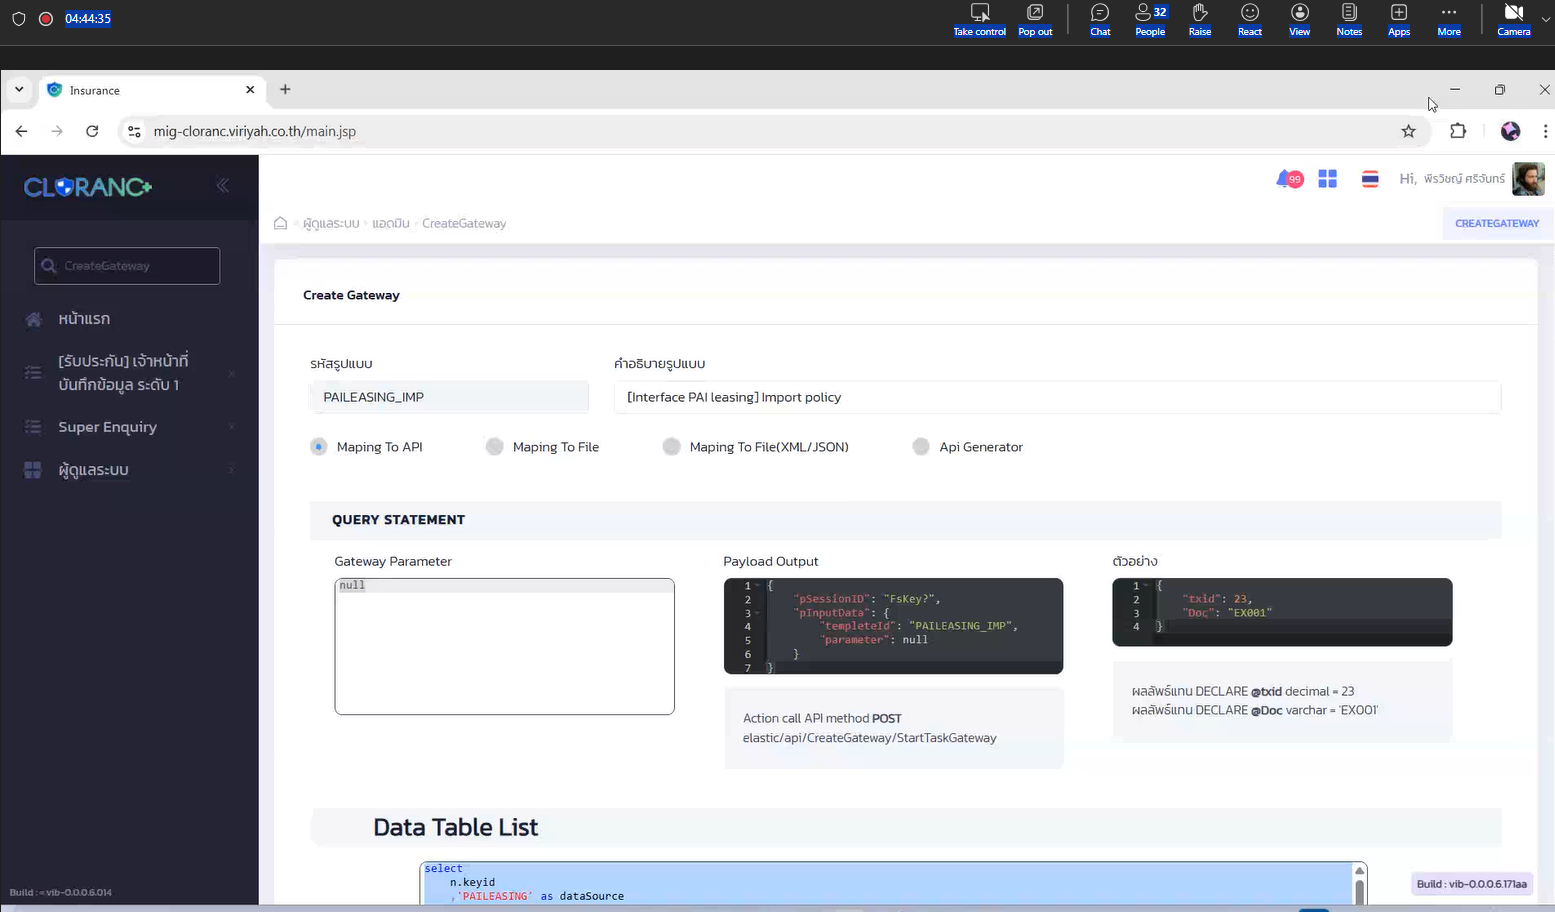 04:44:35
Take control
Pop out
Chat
32
People
Raise
React
View
Notes
Apps
More
Camera
Insurance
mig-cloranc.viriyah.co.th/main.jsp
CLORANC+
99
Hi, พีรวิชญ์ ศรีจันทร์
ผู้ดูแลระบบ
แอดมิน
CreateGateway
CREATEGATEWAY
CreateGateway
หน้าแรก
[รับประกัน] เจ้าหน้าที่
บันทึกข้อมูล ระดับ 1
Super Enquiry
ผู้ดูแลระบบ
Build : = vib-0.0.0.6.014
Create Gateway
รหัสรูปแบบ
คำอธิบายรูปแบบ
PAILEASING_IMP
[Interface PAI leasing] Import policy
Maping To API
Maping To File
Maping To File(XML/JSON)
Api Generator
QUERY STATEMENT
Gateway Parameter
null
Payload Output
1 {
2 "pSessionID": "FsKey?",
3 "pInputData": {
4 "templeteId": "PAILEASING_IMP",
5 "parameter": null
6 }
7 }
Action call API method POST
elastic/api/CreateGateway/StartTaskGateway
ตัวอย่าง
1 {
2 "txid": 23,
3 "Doc": "EX001"
4 }
ผลลัพธ์แทน DECLARE @txid decimal = 23
ผลลัพธ์แทน DECLARE @Doc varchar = 'EX001'
Data Table List
select
n.keyid
,'PAILEASING' as dataSource
Build : vib-0.0.0.6.171aa